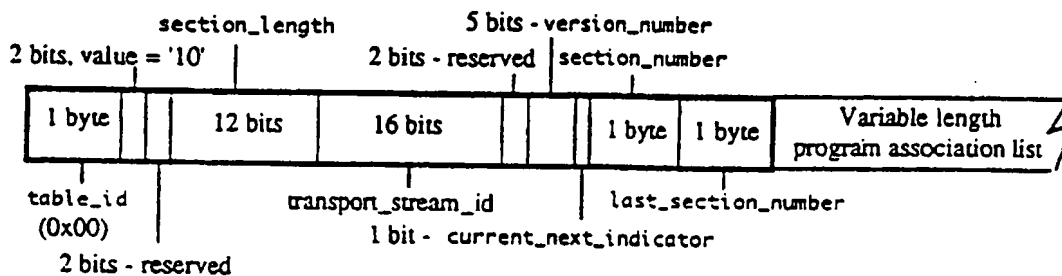 section_length
5 bits - version_number
2 bits, value = '10'
2 bits - reserved
section_number
1 byte
12 bits
16 bits
1 byte
1 byte
Variable length
program association list
table_id
(0x00)
transport_stream_id
last_section_number
1 bit - current_next_indicator
2 bits - reserved